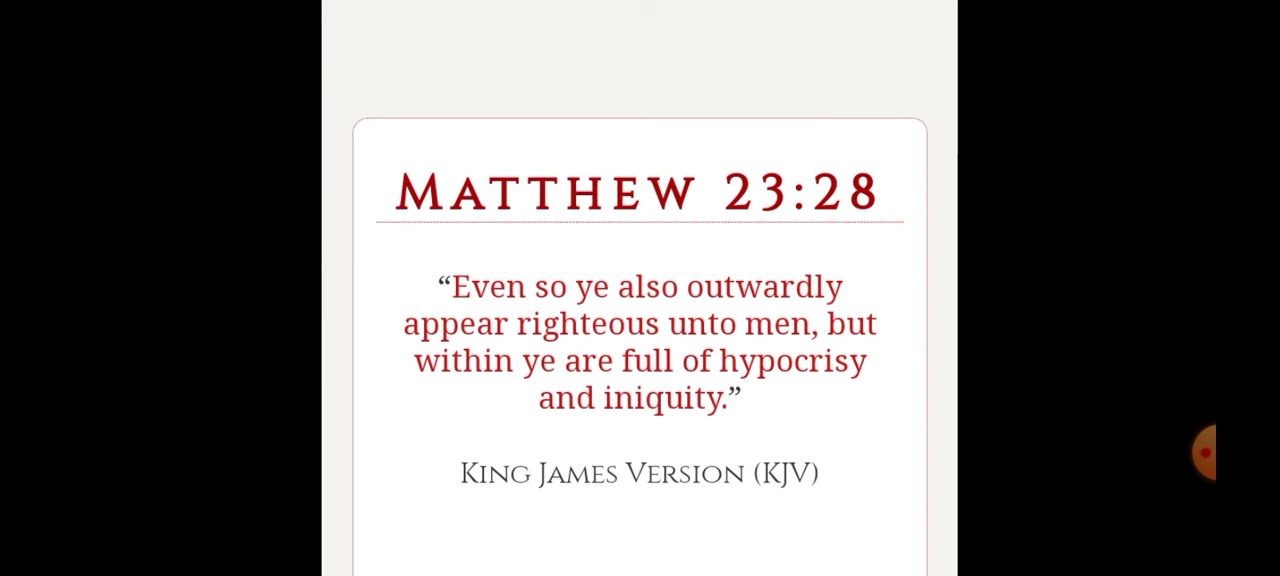 Matthew 23:28
“Even so ye also outwardly
appear righteous unto men, but
within ye are full of hypocrisy
and iniquity.”
King James Version (KJV)